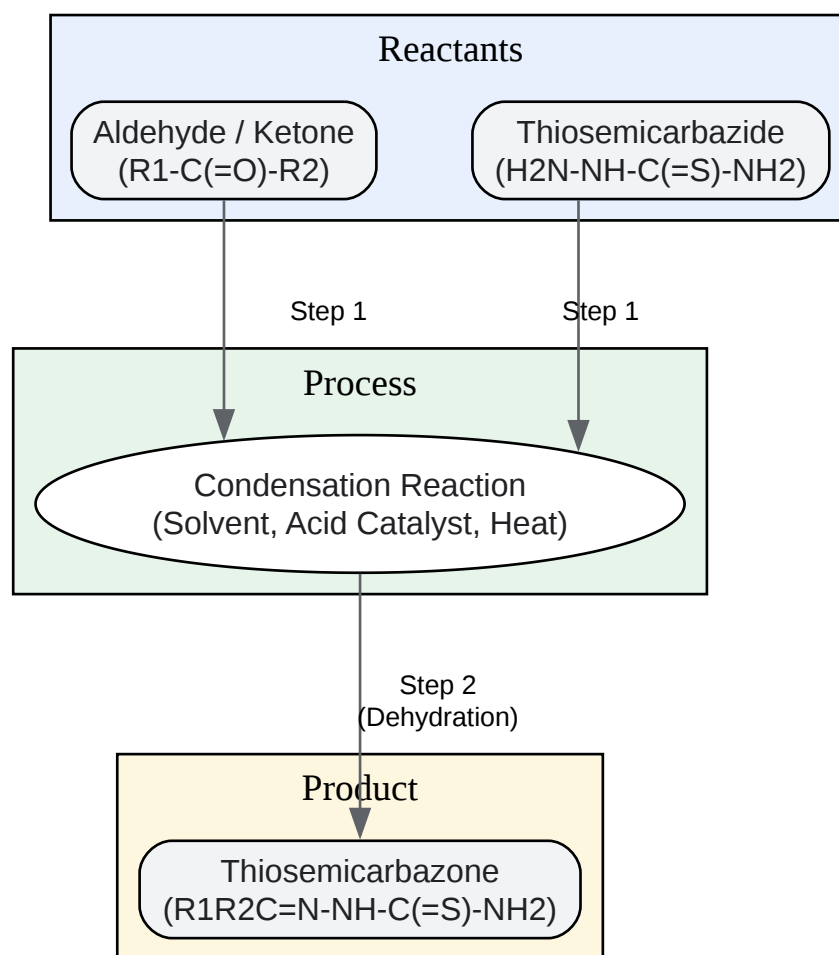 Reactants
Aldehyde / Ketone
(R1-C(=O)-R2)
Thiosemicarbazide
(H2N-NH-C(=S)-NH2)
Step 1
Step 1
Process
Condensation Reaction
(Solvent, Acid Catalyst, Heat)
Step 2
(Dehydration)
Product
Thiosemicarbazone
(R1R2C=N-NH-C(=S)-NH2)